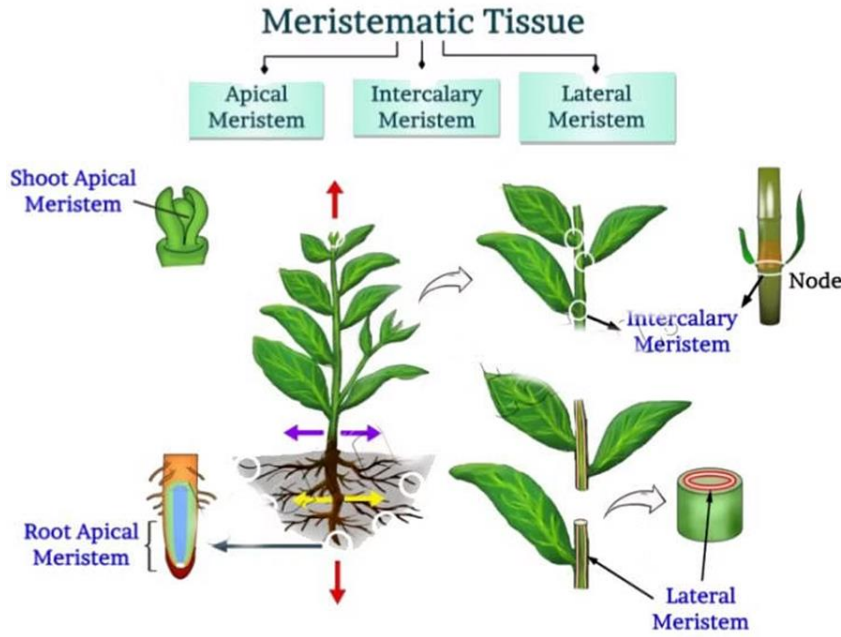 Meristematic Tissue
Apical
Meristem
Intercalary
Meristem
Lateral
Meristem
Shoot Apical
Meristem
Node
Intercalary
Meristem
Root Apical
Meristem
Lateral
Meristem